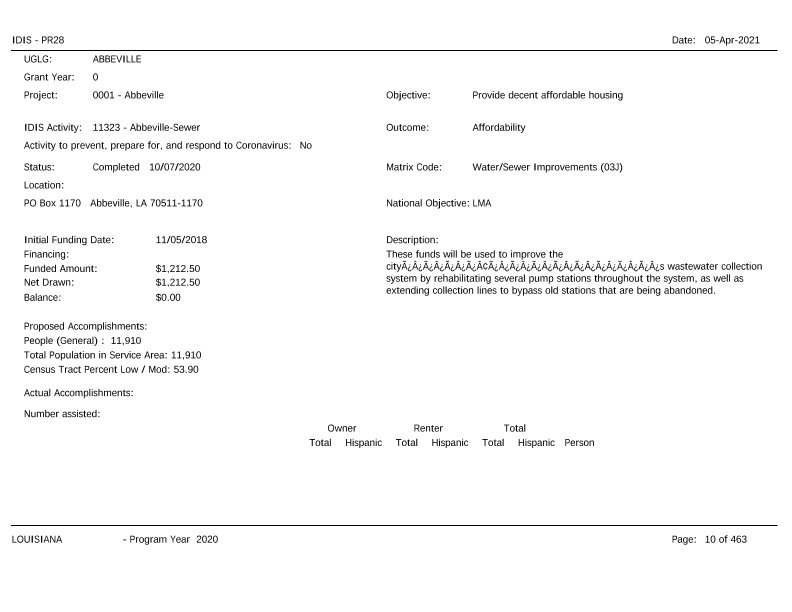 IDIS - PR28 Date: 05-Apr-2021
UGLG: ABBEVILLE
Grant Year: 0
Project: 0001 - Abbeville Objective: Provide decent affordable housing
IDIS Activity: 11323 - Abbeville-Sewer Outcome: Affordability
Activity to prevent, prepare for, and respond to Coronavirus: No
Status: Completed 10/07/2020 Matrix Code: Water/Sewer Improvements (03J)
Location:
PO Box 1170 Abbeville, LA 70511-1170 National Objective: LMA
Initial Funding Date: 11/05/2018 Description:
Financing: These funds will be used to improve the
Funded Amount: $1,212.50 cityÃ¿Â¿Ã¿Â¿Ã¿Â¿Ã¿Â¢Ã¿Â¿Ã¿Â¿Ã¿Â¿Ã¿Â¿Ã¿Â¿Ã¿Â¿Ã¿Â¿Ã¿Â¿s wastewater collection
Net Drawn: $1,212.50 system by rehabilitating several pump stations throughout the system, as well as
Balance: $0.00 extending collection lines to bypass old stations that are being abandoned.
Proposed Accomplishments:
People (General) : 11,910
Total Population in Service Area: 11,910
Census Tract Percent Low / Mod: 53.90
Actual Accomplishments:
Number assisted:
Owner Renter Total
Total Hispanic Total Hispanic Total Hispanic Person
LOUISIANA - Program Year 2020 Page: 10 of 463